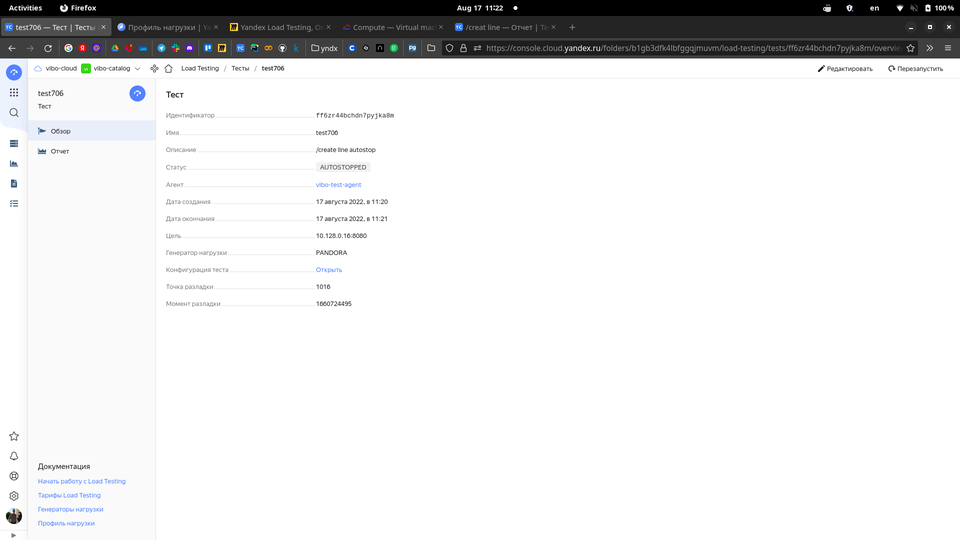 Activities
Firefox
Aug 17 11:22
en
100%
test706 — Тест | Тесты
Профиль нагрузки | Ya
Yandex Load Testing, О
Compute — Virtual mac
/creat line — Отчет | Те
yndx
https://console.cloud.yandex.ru/folders/b1gb3dfk4lbfggqjmuvm/load-testing/tests/ff6zr44bchdn7pyjka8m/overview
vibo-cloud
vibo-catalog
Load Testing / Тесты / test706
Редактировать
Перезапустить
test706
Тест
Обзор
Отчет
Тест
Идентификатор ff6zr44bchdn7pyjka8m
Имя test706
Описание /create line autostop
Статус AUTOSTOPPED
Агент vibo-test-agent
Дата создания 17 августа 2022, в 11:20
Дата окончания 17 августа 2022, в 11:21
Цель 10.128.0.16:8080
Генератор нагрузки PANDORA
Конфигурация теста Открыть
Точка разладки 1016
Момент разладки 1660724495
Документация
Начать работу с Load Testing
Тарифы Load Testing
Генераторы нагрузки
Профиль нагрузки